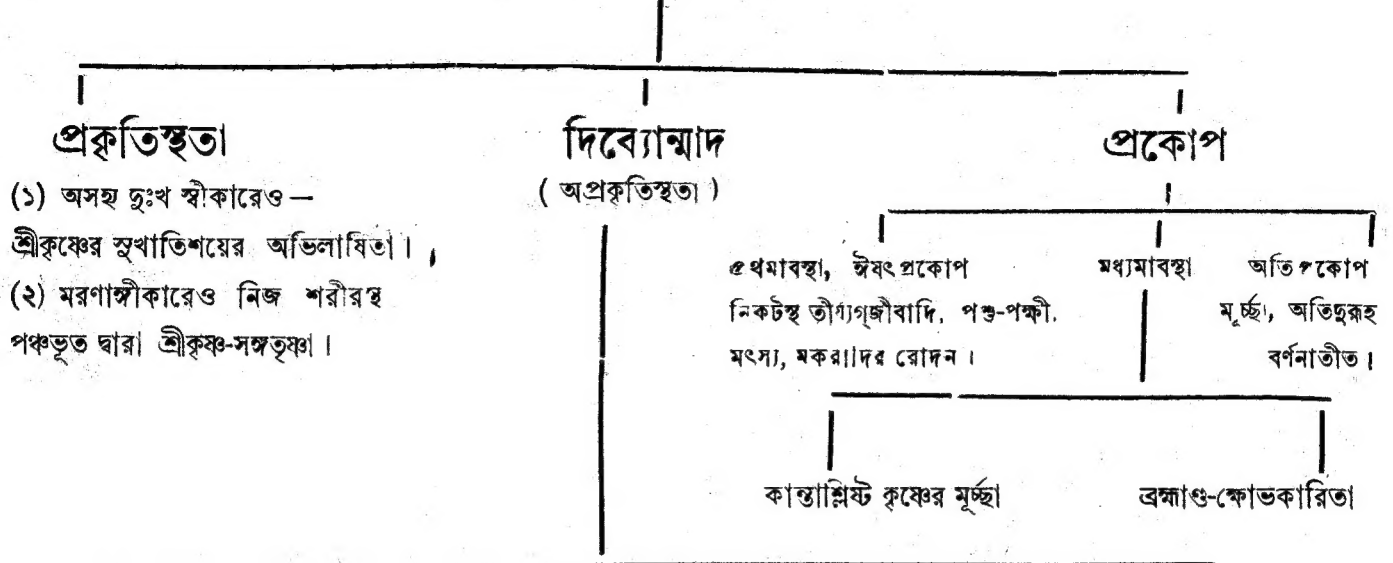 প্রকৃতিস্থতা
(১) অসহ্য দুঃখ স্বীকারেও—
শ্রীকৃষ্ণের সুখাতিশয়ের অভিলাষিতা।
(২) মরণাঙ্গীকারেও নিজ শরীরস্থ
পঞ্চভূত দ্বারা শ্রীকৃষ্ণ-সঙ্গতৃষ্ণা।
দিব্যোন্মাদ
( অপ্রকৃতিস্থতা )
প্রকোপ
প্রথমাবস্থা, ঈষৎ প্রকোপ
নিকটস্থ তীর্য্যগ্‌জীবাদি, পশু-পক্ষী,
মৎস্য, মকরাদির রোদন।
মধ্যমাবস্থা
অতি প্রকোপ
মূর্চ্ছা, অতিদুরূহ
বর্ণনাতীত।
কান্তাশ্লিষ্ট কৃষ্ণের মূর্চ্ছা
ব্রহ্মাণ্ড-ক্ষোভকারিতা